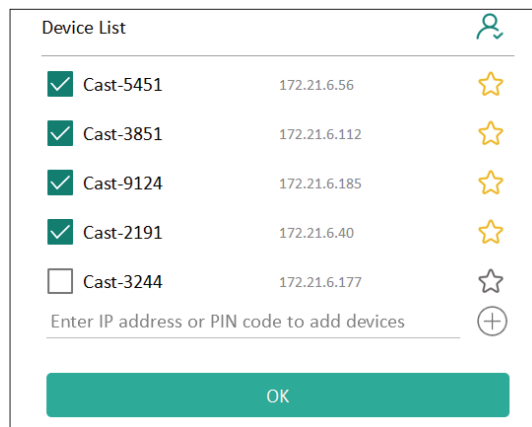 Device List
Cast-5451 172.21.6.56
Cast-3851 172.21.6.112
Cast-9124 172.21.6.185
Cast-2191 172.21.6.40
Cast-3244 172.21.6.177
Enter IP address or PIN code to add devices
OK